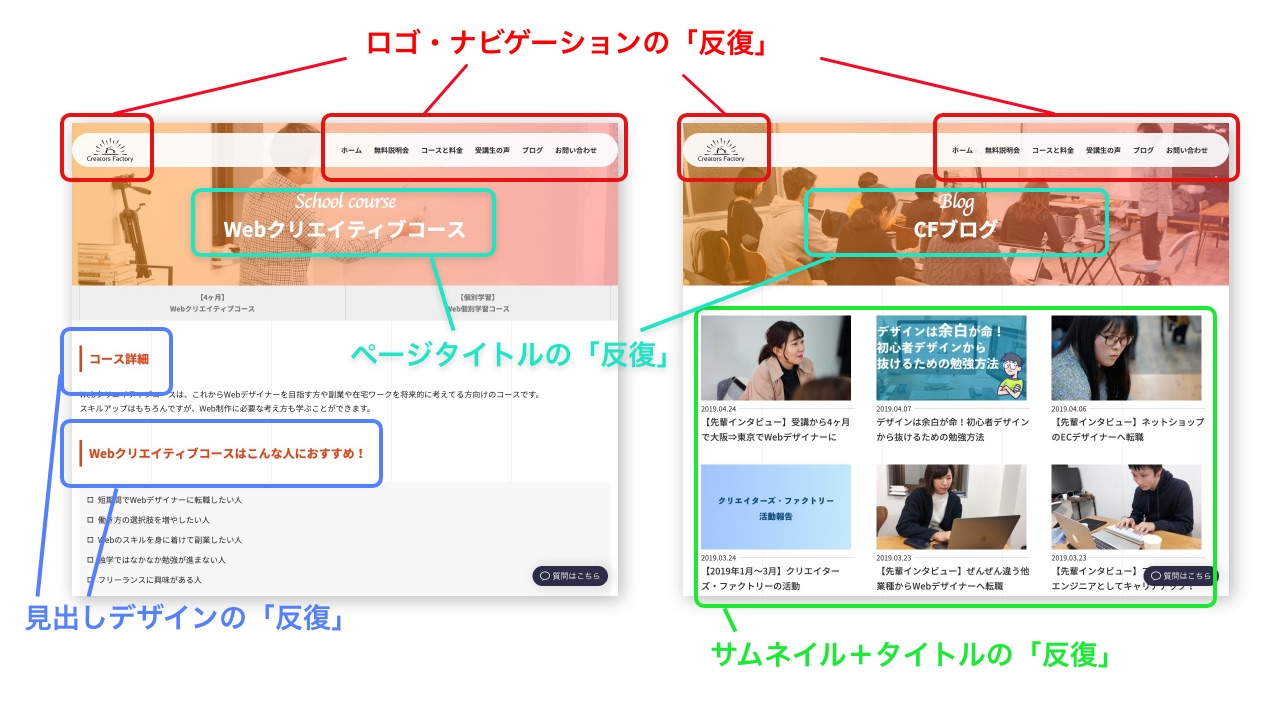 ロゴ・ナビゲーションの「反復」
Creators Factory
ホーム 無料説明会 コースと料金 受講生の声 ブログ お問い合わせ
School course
Webクリエイティブコース
【4ヶ月】
Webクリエイティブコース
【個別学習】
Web個別学習コース
コース詳細
Webクリエイティブコースは、これからWebデザイナーを目指す方や副業や在宅ワークを将来的に考えてる方向けのコースです。
スキルアップはもちろんですが、Web制作に必要な考え方も学ぶことができます。
Webクリエイティブコースはこんな人におすすめ！
短期間でWebデザイナーに転職したい人
働き方の選択肢を増やしたい人
Webのスキルを身に着けて副業したい人
独学ではなかなか勉強が進まない人
フリーランスに興味がある人
質問はこちら
見出しデザインの「反復」
ページタイトルの「反復」
Creators Factory
ホーム 無料説明会 コースと料金 受講生の声 ブログ お問い合わせ
Blog
CFブログ
2019.04.24
【先輩インタビュー】受講から4ヶ月
で大阪⇒東京でWebデザイナーに
デザインは余白が命！
初心者デザインから
抜けるための勉強方法
2019.04.07
デザインは余白が命！初心者デザイン
から抜けるための勉強方法
2019.04.06
【先輩インタビュー】ネットショップ
のECデザイナーへ転職
クリエイターズ・ファクトリー
活動報告
2019.03.24
【2019年1月〜3月】クリエイター
ズ・ファクトリーの活動
2019.03.23
【先輩インタビュー】ぜんぜん違う他
業種からWebデザイナーへ転職
2019.03.23
【先輩インタビュー】
エンジニアとしてキャリアアップ！
質問はこちら
サムネイル＋タイトルの「反復」